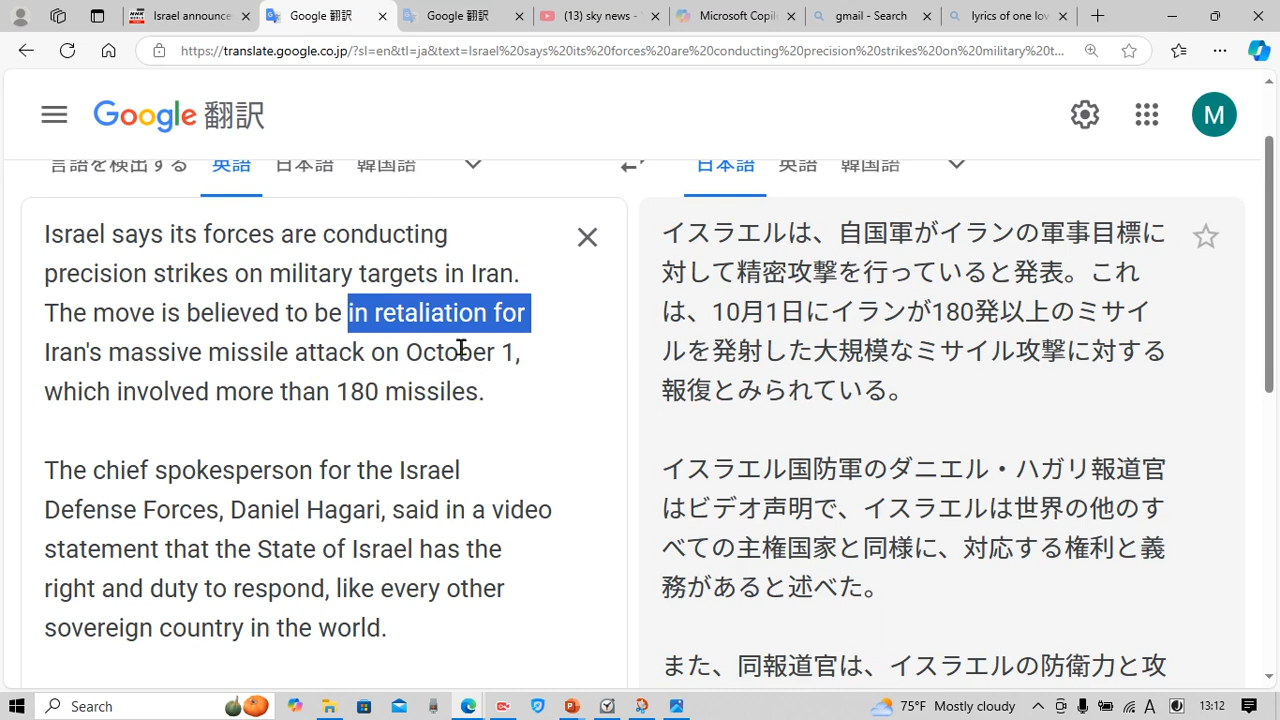 Israel announce
Google 翻訳
Google 翻訳
(13) sky news -
Microsoft Copil
gmail - Search
lyrics of one lov
https://translate.google.co.jp/?sl=en&tl=ja&text=Israel%20says%20its%20forces%20are%20conducting%20precision%20strikes%20on%20military%20t...
Google 翻訳
M
言語を検出する 英語 日本語 韓国語
日本語 英語 韓国語
Israel says its forces are conducting
precision strikes on military targets in Iran.
The move is believed to be in retaliation for
Iran's massive missile attack on October 1,
which involved more than 180 missiles.
The chief spokesperson for the Israel
Defense Forces, Daniel Hagari, said in a video
statement that the State of Israel has the
right and duty to respond, like every other
sovereign country in the world.
イスラエルは、自国軍がイランの軍事目標に
対して精密攻撃を行っていると発表。これ
は、10月1日にイランが180発以上のミサイ
ルを発射した大規模なミサイル攻撃に対する
報復とみられている。
イスラエル国防軍のダニエル・ハガリ報道官
はビデオ声明で、イスラエルは世界の他のす
べての主権国家と同様に、対応する権利と義
務があると述べた。
また、同報道官は、イスラエルの防衛力と攻
Search
75°F Mostly cloudy
A
13:12